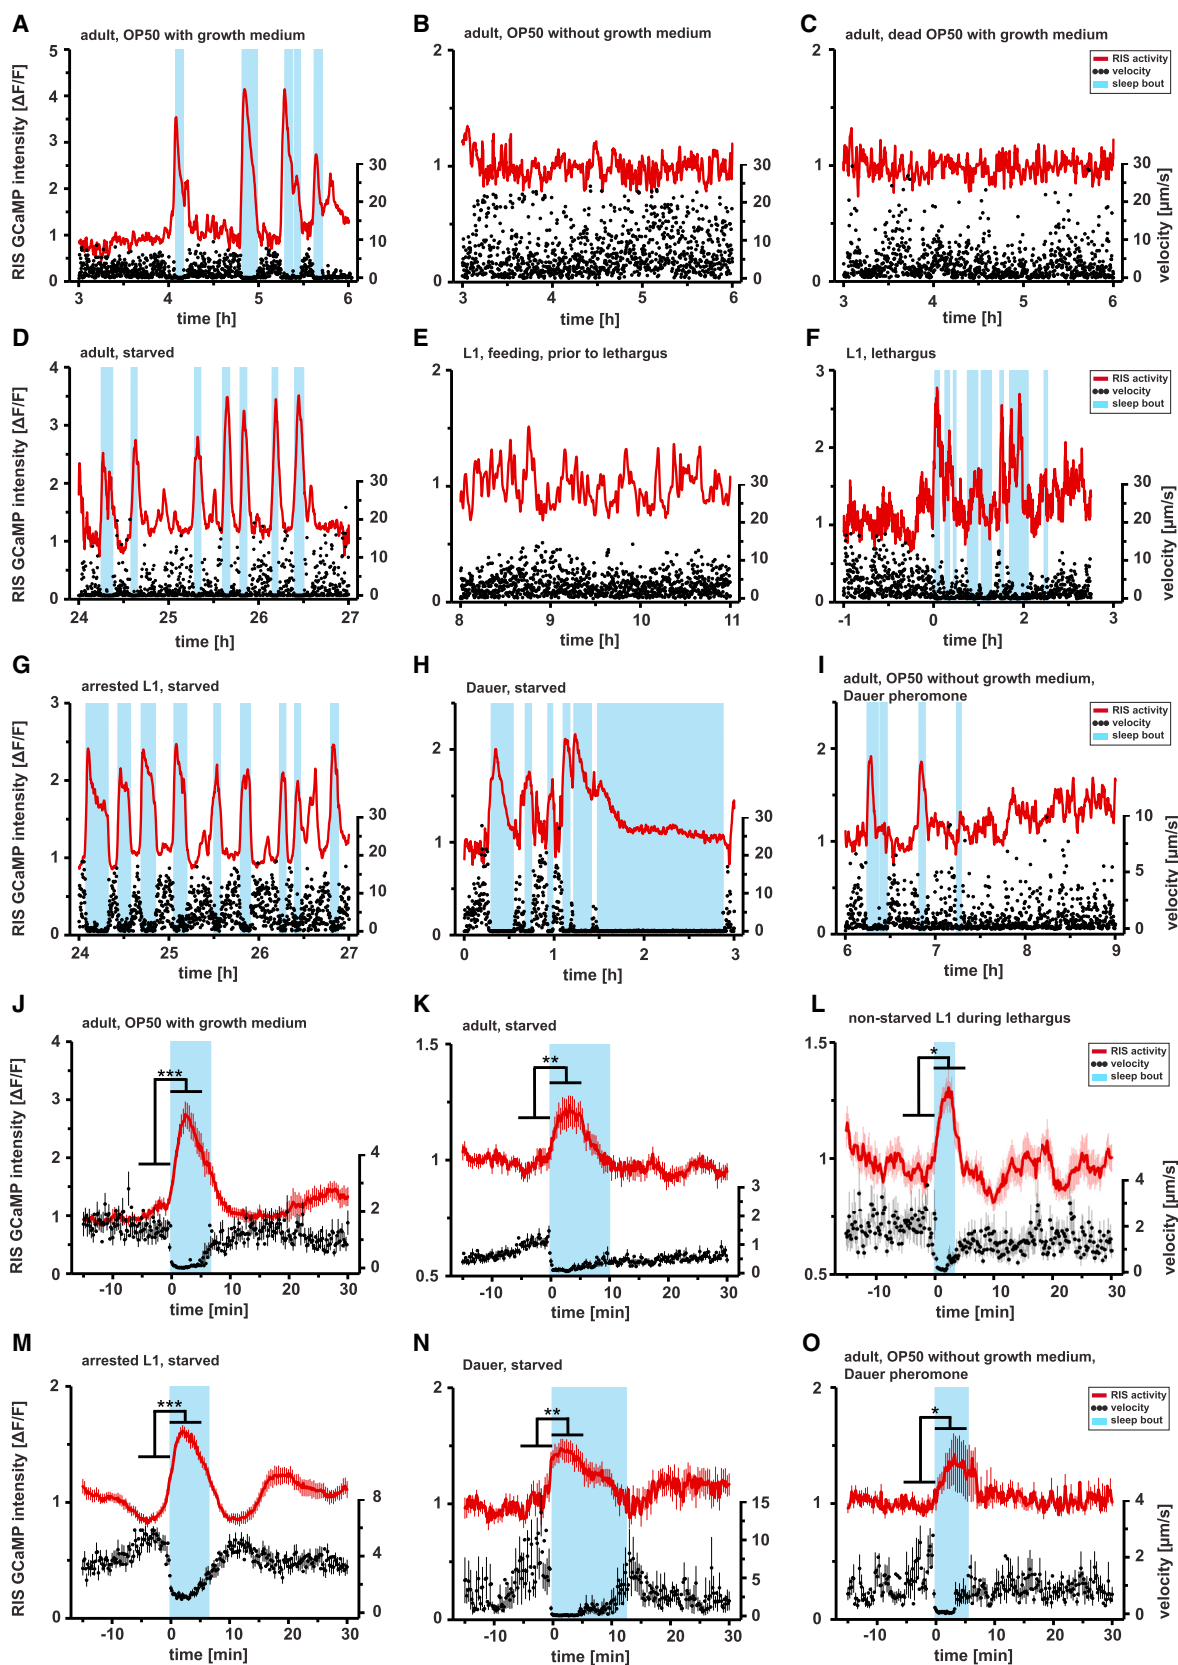 A
adult, OP50 with growth medium
RIS GCaMP intensity [ΔF/F]
5
4
3
2
1
0
30
20
10
0
3 4 5 6
time [h]
B
adult, OP50 without growth medium
2
1
0
30
20
10
0
3 4 5 6
time [h]
C
adult, dead OP50 with growth medium
RIS activity
velocity
sleep bout
2
1
0
30
20
10
0
velocity [µm/s]
3 4 5 6
time [h]
D
adult, starved
RIS GCaMP intensity [ΔF/F]
4
3
2
1
0
30
20
10
0
24 25 26 27
time [h]
E
L1, feeding, prior to lethargus
2
1
0
30
20
10
0
8 9 10 11
time [h]
F
L1, lethargus
RIS activity
velocity
sleep bout
3
2
1
0
30
20
10
0
velocity [µm/s]
-1 0 1 2 3
time [h]
G
arrested L1, starved
RIS GCaMP intensity [ΔF/F]
3
2
1
0
30
20
10
0
24 25 26 27
time [h]
H
Dauer, starved
2
1
0
30
20
10
0
0 1 2 3
time [h]
I
adult, OP50 without growth medium,
Dauer pheromone
RIS activity
velocity
sleep bout
2
1
0
10
5
0
velocity [µm/s]
6 7 8 9
time [h]
J
adult, OP50 with growth medium
RIS GCaMP intensity [ΔF/F]
4
3
2
1
0
***
4
2
0
-10 0 10 20 30
time [min]
K
adult, starved
1.5
1
0.5
**
3
2
1
0
-10 0 10 20 30
time [min]
L
non-starved L1 during lethargus
RIS activity
velocity
sleep bout
1.5
1
0.5
*
4
2
0
velocity [µm/s]
-10 0 10 20 30
time [min]
M
arrested L1, starved
RIS GCaMP intensity [ΔF/F]
2
1
0
***
8
4
0
-10 0 10 20 30
time [min]
N
Dauer, starved
2
1
0
**
15
10
5
0
-10 0 10 20 30
time [min]
O
adult, OP50 without growth medium,
Dauer pheromone
RIS activity
velocity
sleep bout
2
1
0
*
4
2
0
velocity [µm/s]
-10 0 10 20 30
time [min]